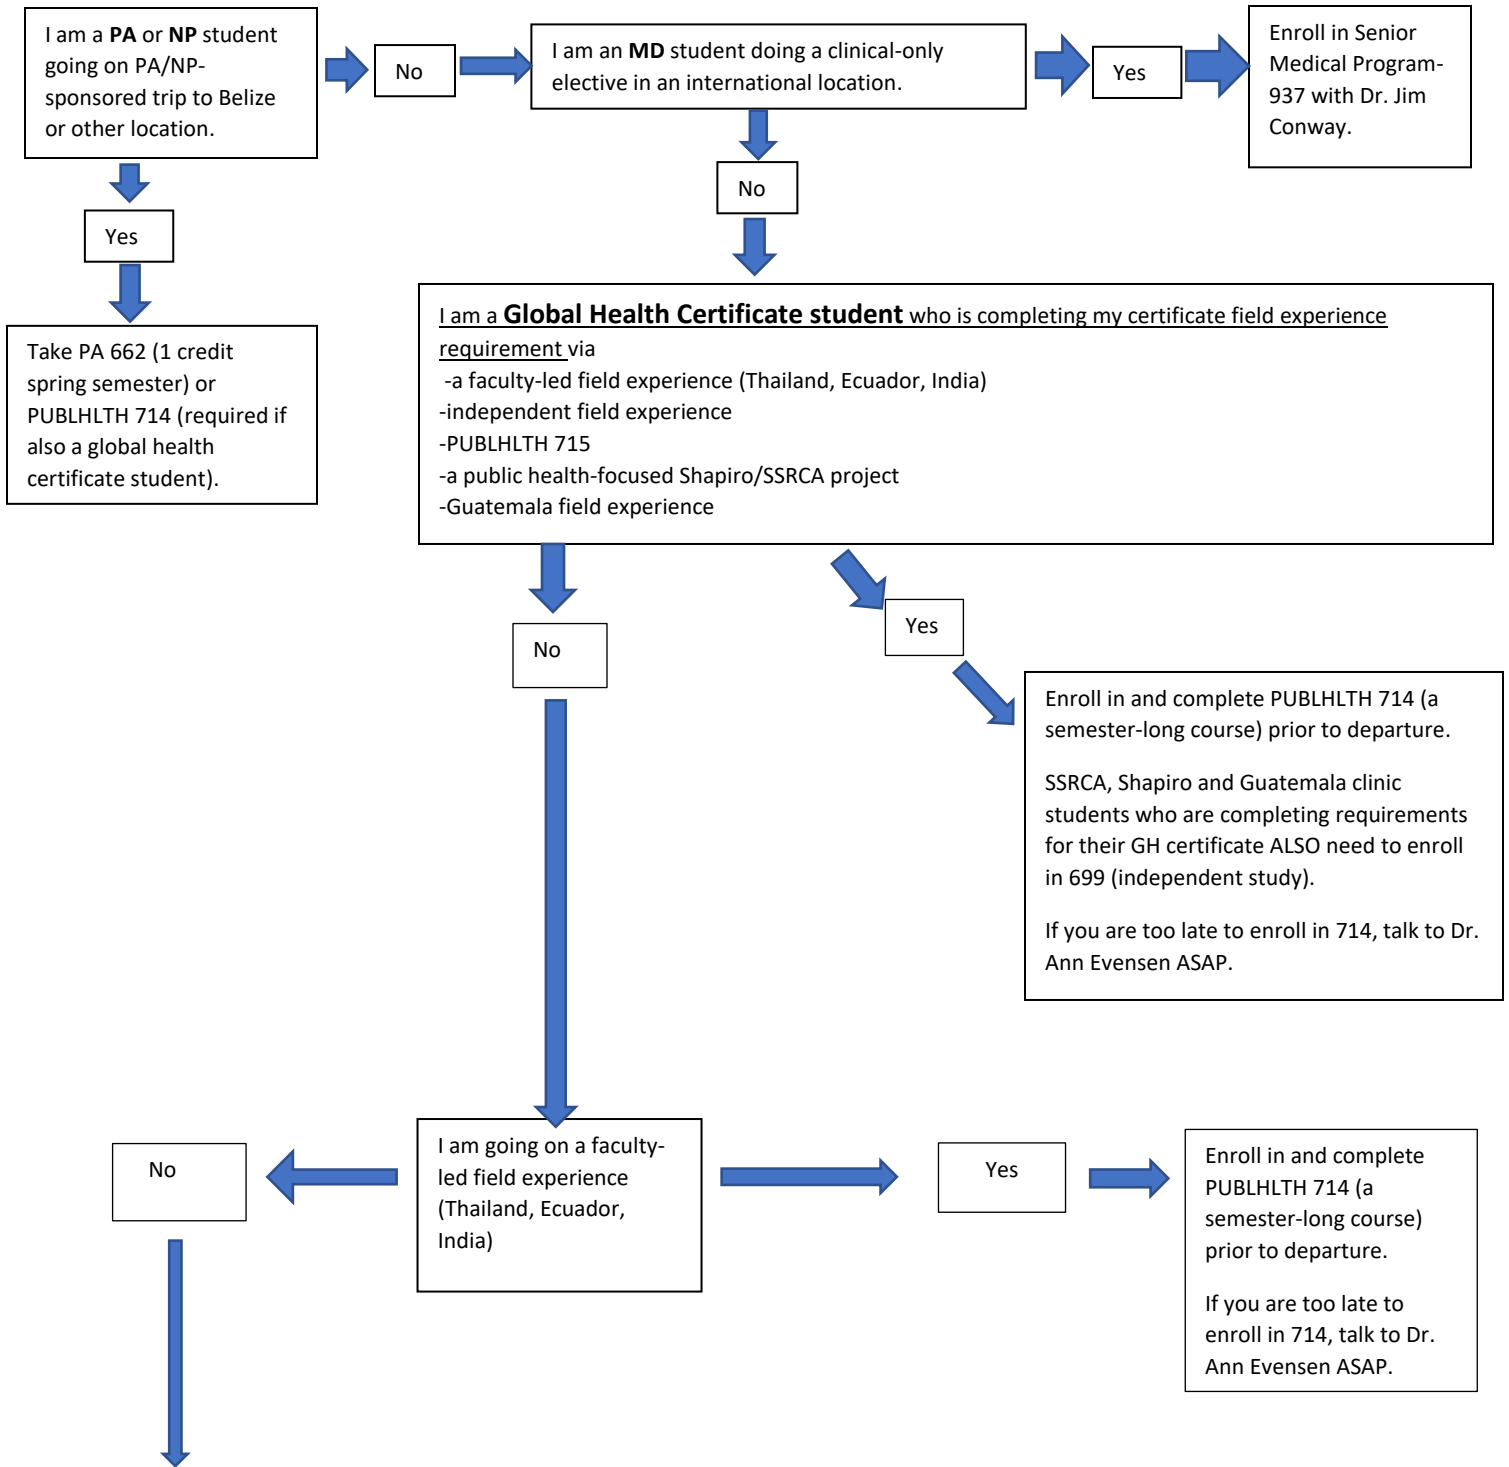 I am a PA or NP student
going on PA/NP-
sponsored trip to Belize
or other location.
No
I am an MD student doing a clinical-only
elective in an international location.
Yes
Enroll in Senior
Medical Program-
937 with Dr. Jim
Conway.
Yes
No
Take PA 662 (1 credit
spring semester) or
PUBLHLTH 714 (required if
also a global health
certificate student).
I am a Global Health Certificate student who is completing my certificate field experience
requirement via
-a faculty-led field experience (Thailand, Ecuador, India)
-independent field experience
-PUBLHLTH 715
-a public health-focused Shapiro/SSRCA project
-Guatemala field experience
No
Yes
Enroll in and complete PUBLHLTH 714 (a
semester-long course) prior to departure.
SSRCA, Shapiro and Guatemala clinic
students who are completing requirements
for their GH certificate ALSO need to enroll
in 699 (independent study).
If you are too late to enroll in 714, talk to Dr.
Ann Evensen ASAP.
No
I am going on a faculty-
led field experience
(Thailand, Ecuador,
India)
Yes
Enroll in and complete
PUBLHLTH 714 (a
semester-long course)
prior to departure.
If you are too late to
enroll in 714, talk to Dr.
Ann Evensen ASAP.